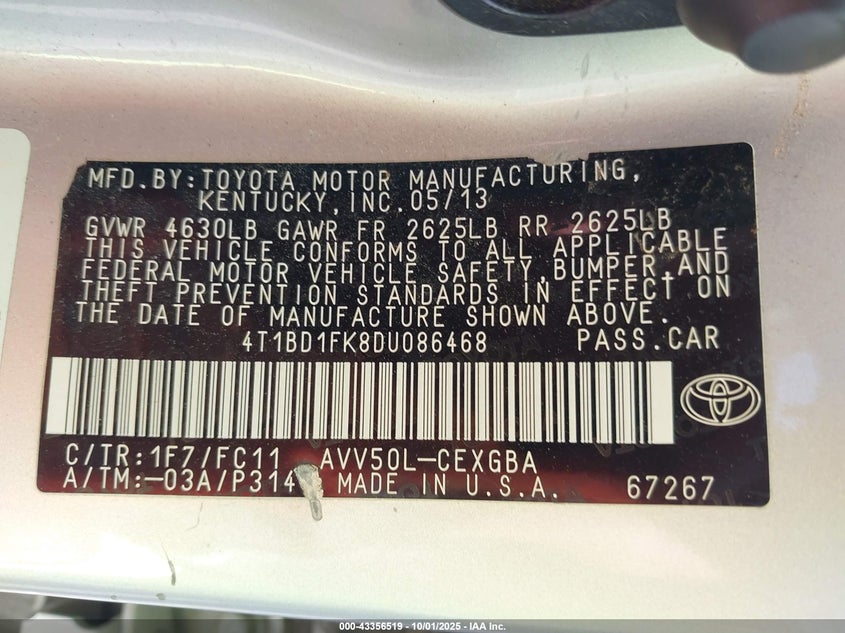 MFD.BY:TOYOTA MOTOR MANUFACTURING,
KENTUCKY,INC.05/13
GVWR 4630LB GAWR FR 2625LB RR 2625LB
THIS VEHICLE CONFORMS TO ALL APPLICABLE
FEDERAL MOTOR VEHICLE SAFETY,BUMPER,AND
THEFT PREVENTION STANDARDS IN EFFECT ON
THE DATE OF MANUFACTURE SHOWN ABOVE.
4T1BD1FK8DU086468 PASS.CAR
C/TR:1F7/FC11 AVV50L-CEXGBA
A/TM:-03A/P314 MADE IN U.S.A. 67267
000-43356519 - 10/01/2025 - IAA Inc.